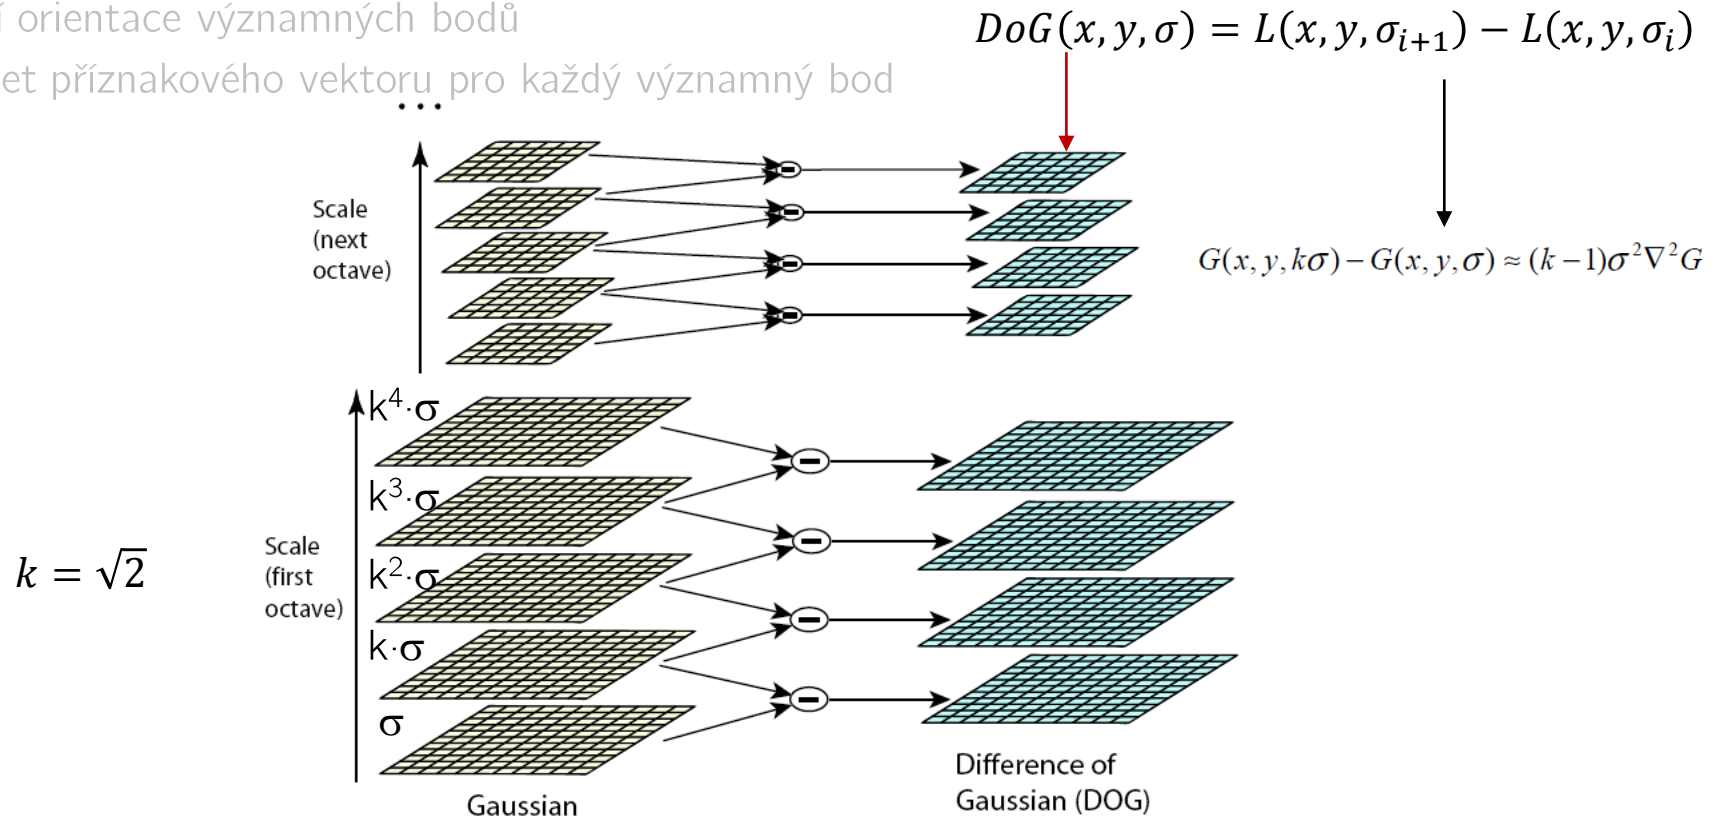 í orientace významných bodů
et příznakového vektoru pro každý významný bod
...
DoG(x, y, σ) = L(x, y, σ_{i+1}) − L(x, y, σ_i)
Scale
(next
octave)
G(x, y, kσ) − G(x, y, σ) ≈ (k − 1)σ²∇²G
k⁴·σ
k³·σ
k²·σ
k·σ
σ
Scale
(first
octave)
k = √2
Gaussian
Difference of
Gaussian (DOG)